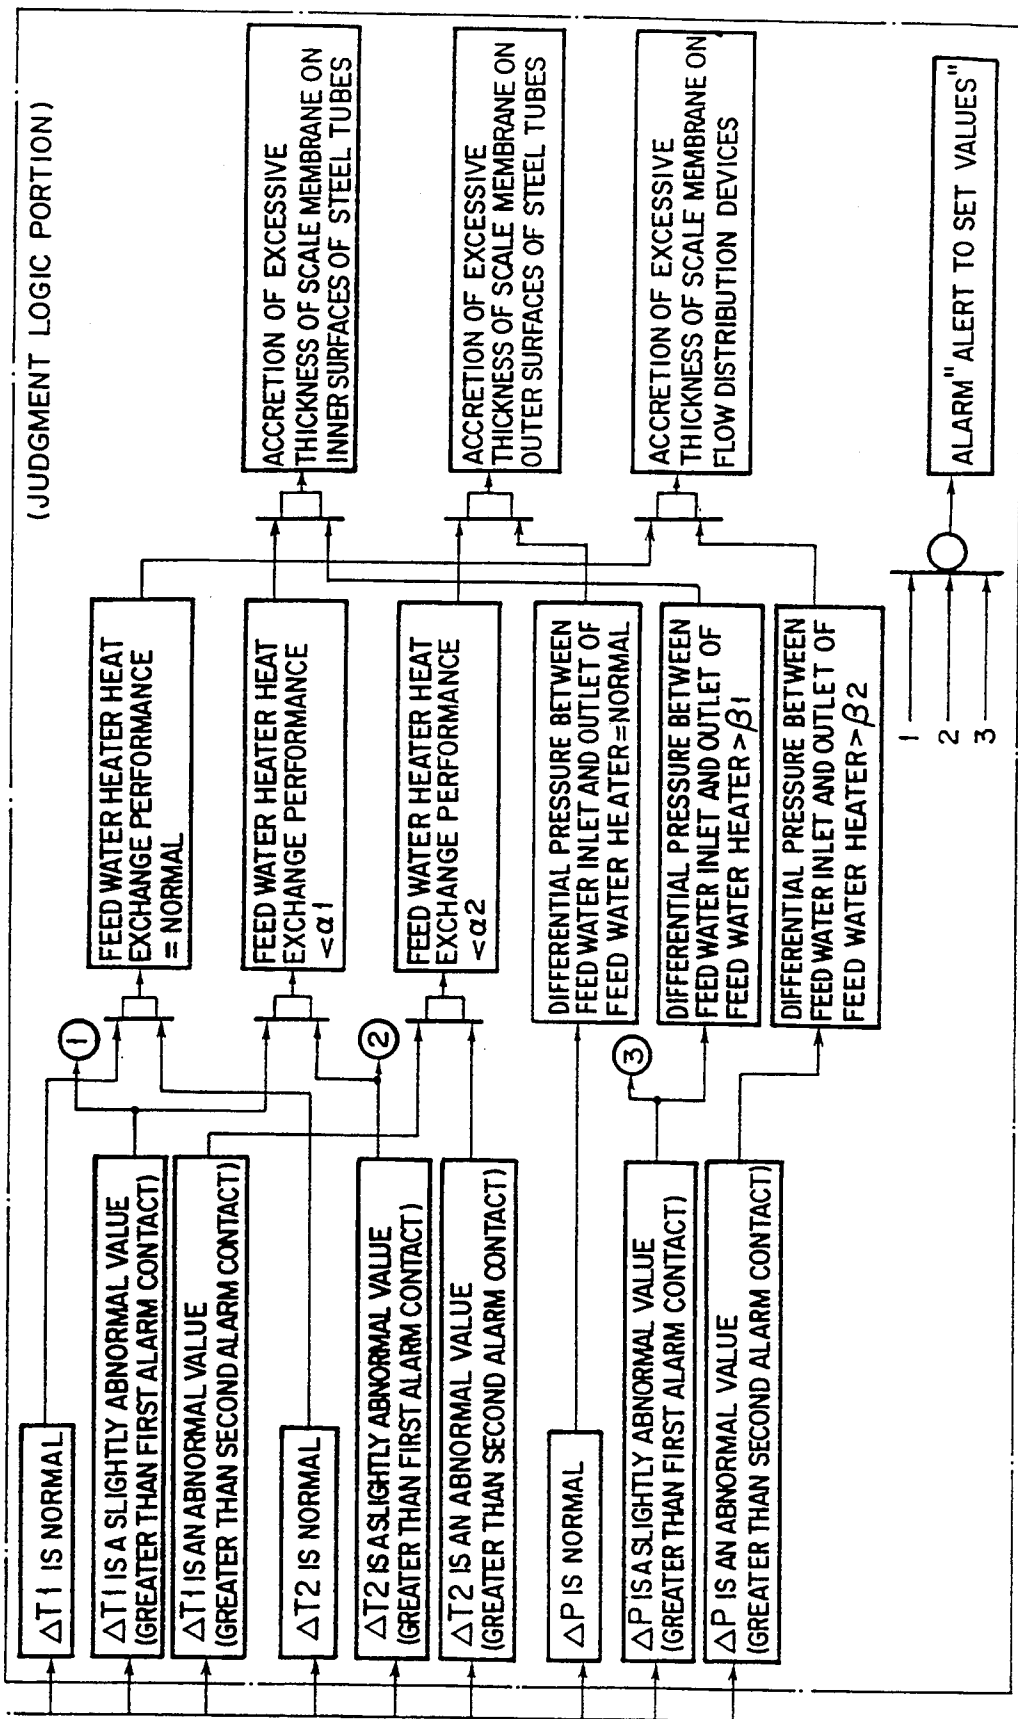 (JUDGMENT LOGIC PORTION)
△T1 IS NORMAL
△T1 IS A SLIGHTLY ABNORMAL VALUE
(GREATER THAN FIRST ALARM CONTACT)
△T1 IS AN ABNORMAL VALUE
(GREATER THAN SECOND ALARM CONTACT)
△T2 IS NORMAL
△T2 IS A SLIGHTLY ABNORMAL VALUE
(GREATER THAN FIRST ALARM CONTACT)
△T2 IS AN ABNORMAL VALUE
(GREATER THAN SECOND ALARM CONTACT)
△P IS NORMAL
△P IS A SLIGHTLY ABNORMAL VALUE
(GREATER THAN FIRST ALARM CONTACT)
△P IS AN ABNORMAL VALUE
(GREATER THAN SECOND ALARM CONTACT)
1
2
3
FEED WATER HEATER HEAT
EXCHANGE PERFORMANCE
= NORMAL
FEED WATER HEATER HEAT
EXCHANGE PERFORMANCE
<α1
FEED WATER HEATER HEAT
EXCHANGE PERFORMANCE
<α2
DIFFERENTIAL PRESSURE BETWEEN
FEED WATER INLET AND OUTLET OF
FEED WATER HEATER=NORMAL
DIFFERENTIAL PRESSURE BETWEEN
FEED WATER INLET AND OUTLET OF
FEED WATER HEATER>β1
DIFFERENTIAL PRESSURE BETWEEN
FEED WATER INLET AND OUTLET OF
FEED WATER HEATER>β2
1
2
3
ACCRETION OF EXCESSIVE
THICKNESS OF SCALE MEMBRANE ON
INNER SURFACES OF STEEL TUBES
ACCRETION OF EXCESSIVE
THICKNESS OF SCALE MEMBRANE ON
OUTER SURFACES OF STEEL TUBES
ACCRETION OF EXCESSIVE
THICKNESS OF SCALE MEMBRANE ON
FLOW DISTRIBUTION DEVICES
ALARM "ALERT TO SET VALUES"